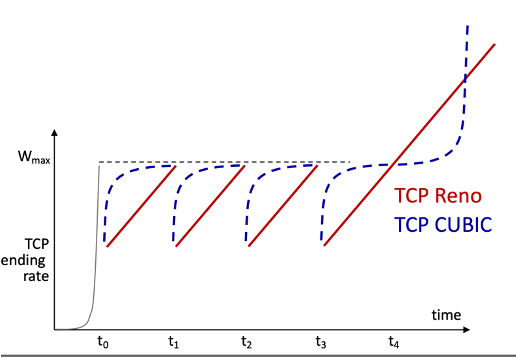 Wmax
TCP Reno
TCP CUBIC
TCP
ending
rate
time
t0 t1 t2 t3 t4